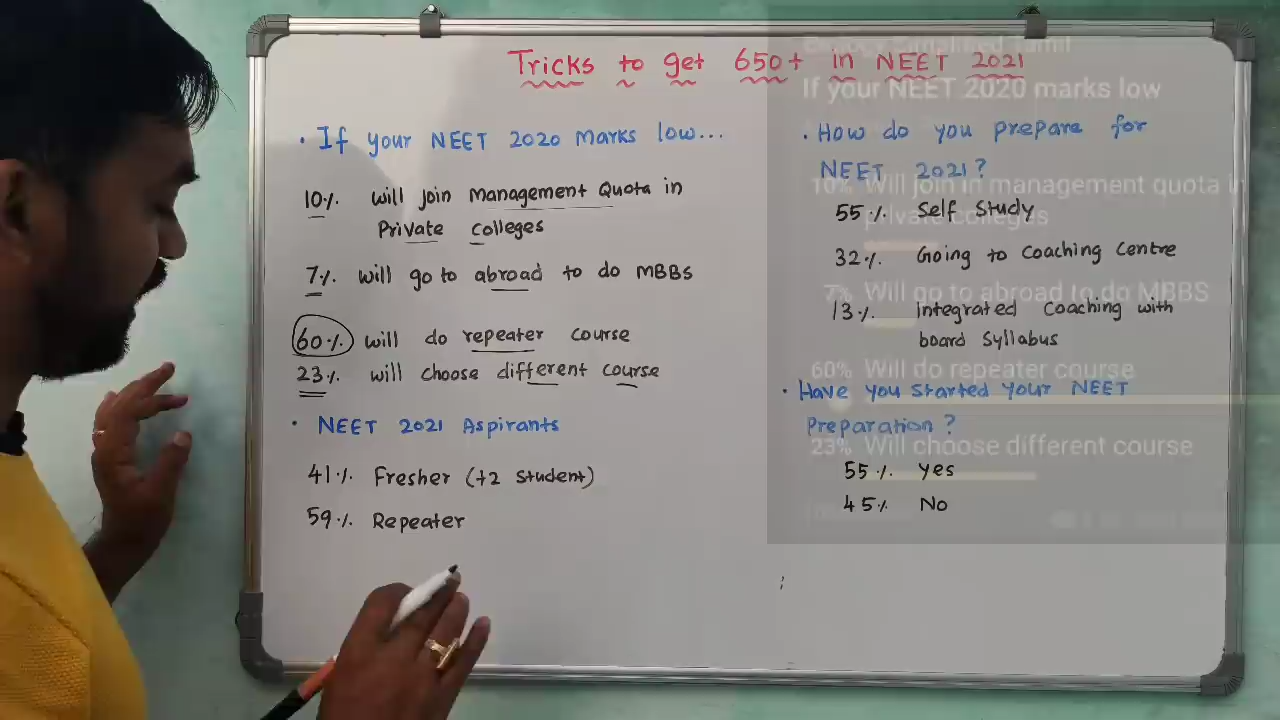 Tricks to get 650+ in NEET 2021
• If your NEET 2020 Marks low...
10% will join Management Quota in
Private colleges
7% will go to abroad to do MBBS
60% will do repeater course
23% will choose different course
• NEET 2021 Aspirants
41% Fresher (+2 student)
59% Repeater
• How do you prepare for
NEET 2021?
55% Self Study
32% Going to Coaching Centre
13% Integrated Coaching with
board Syllabus
• Have you started your NEET
Preparation?
55% Yes
45% No
Tamil
If your NEET 2020 marks low
10% Will join in management quota in
private colleges
7% Will go to abroad to do MBBS
60% Will do repeater course
23% Will choose different course